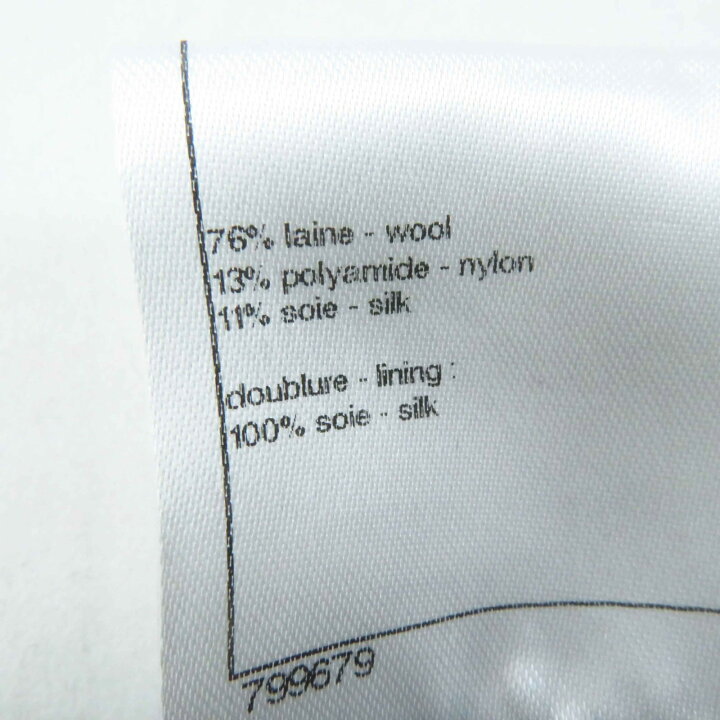 76% laine - wool
13% polyamide - nylon
11% soie - silk
doublure - lining :
100% soie - silk
799679